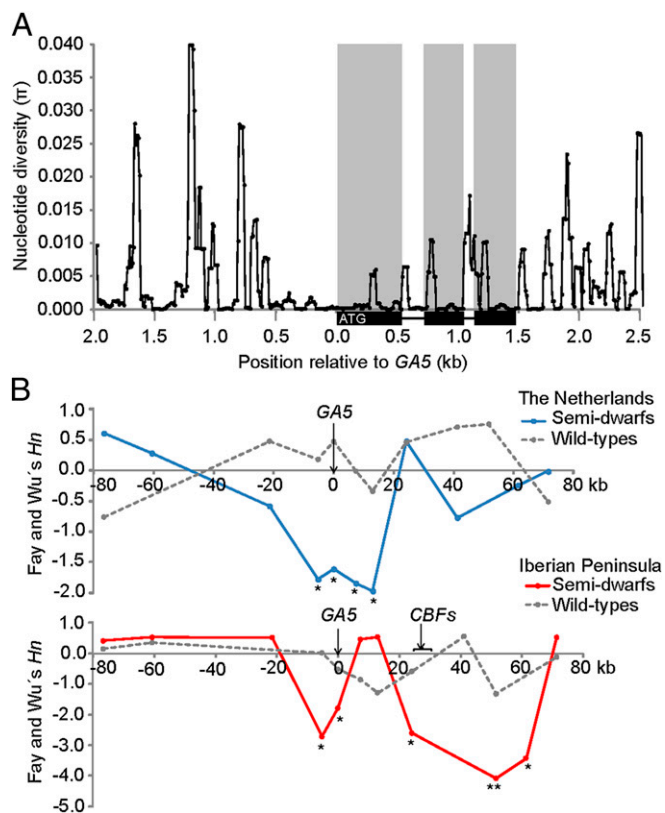 A
Nucleotide diversity (π)
0.040
0.035
0.030
0.025
0.020
0.015
0.010
0.005
0.000
ATG
2.0 1.5 1.0 0.5 0.0 0.5 1.0 1.5 2.0 2.5
Position relative to GA5 (kb)
B
The Netherlands
Semi-dwarfs
Wild-types
GA5
Fay and Wu´s Hn
1.0
0.5
0.0
-0.5
-1.0
-1.5
-2.0
-80 -60 -40 -20 0 20 40 60 80 kb
* * * *
Iberian Peninsula
Semi-dwarfs
Wild-types
GA5 CBFs
Fay and Wu´s Hn
1.0
0.0
-1.0
-2.0
-3.0
-4.0
-5.0
-80 -60 -40 -20 0 20 40 60 80 kb
* * * ** *